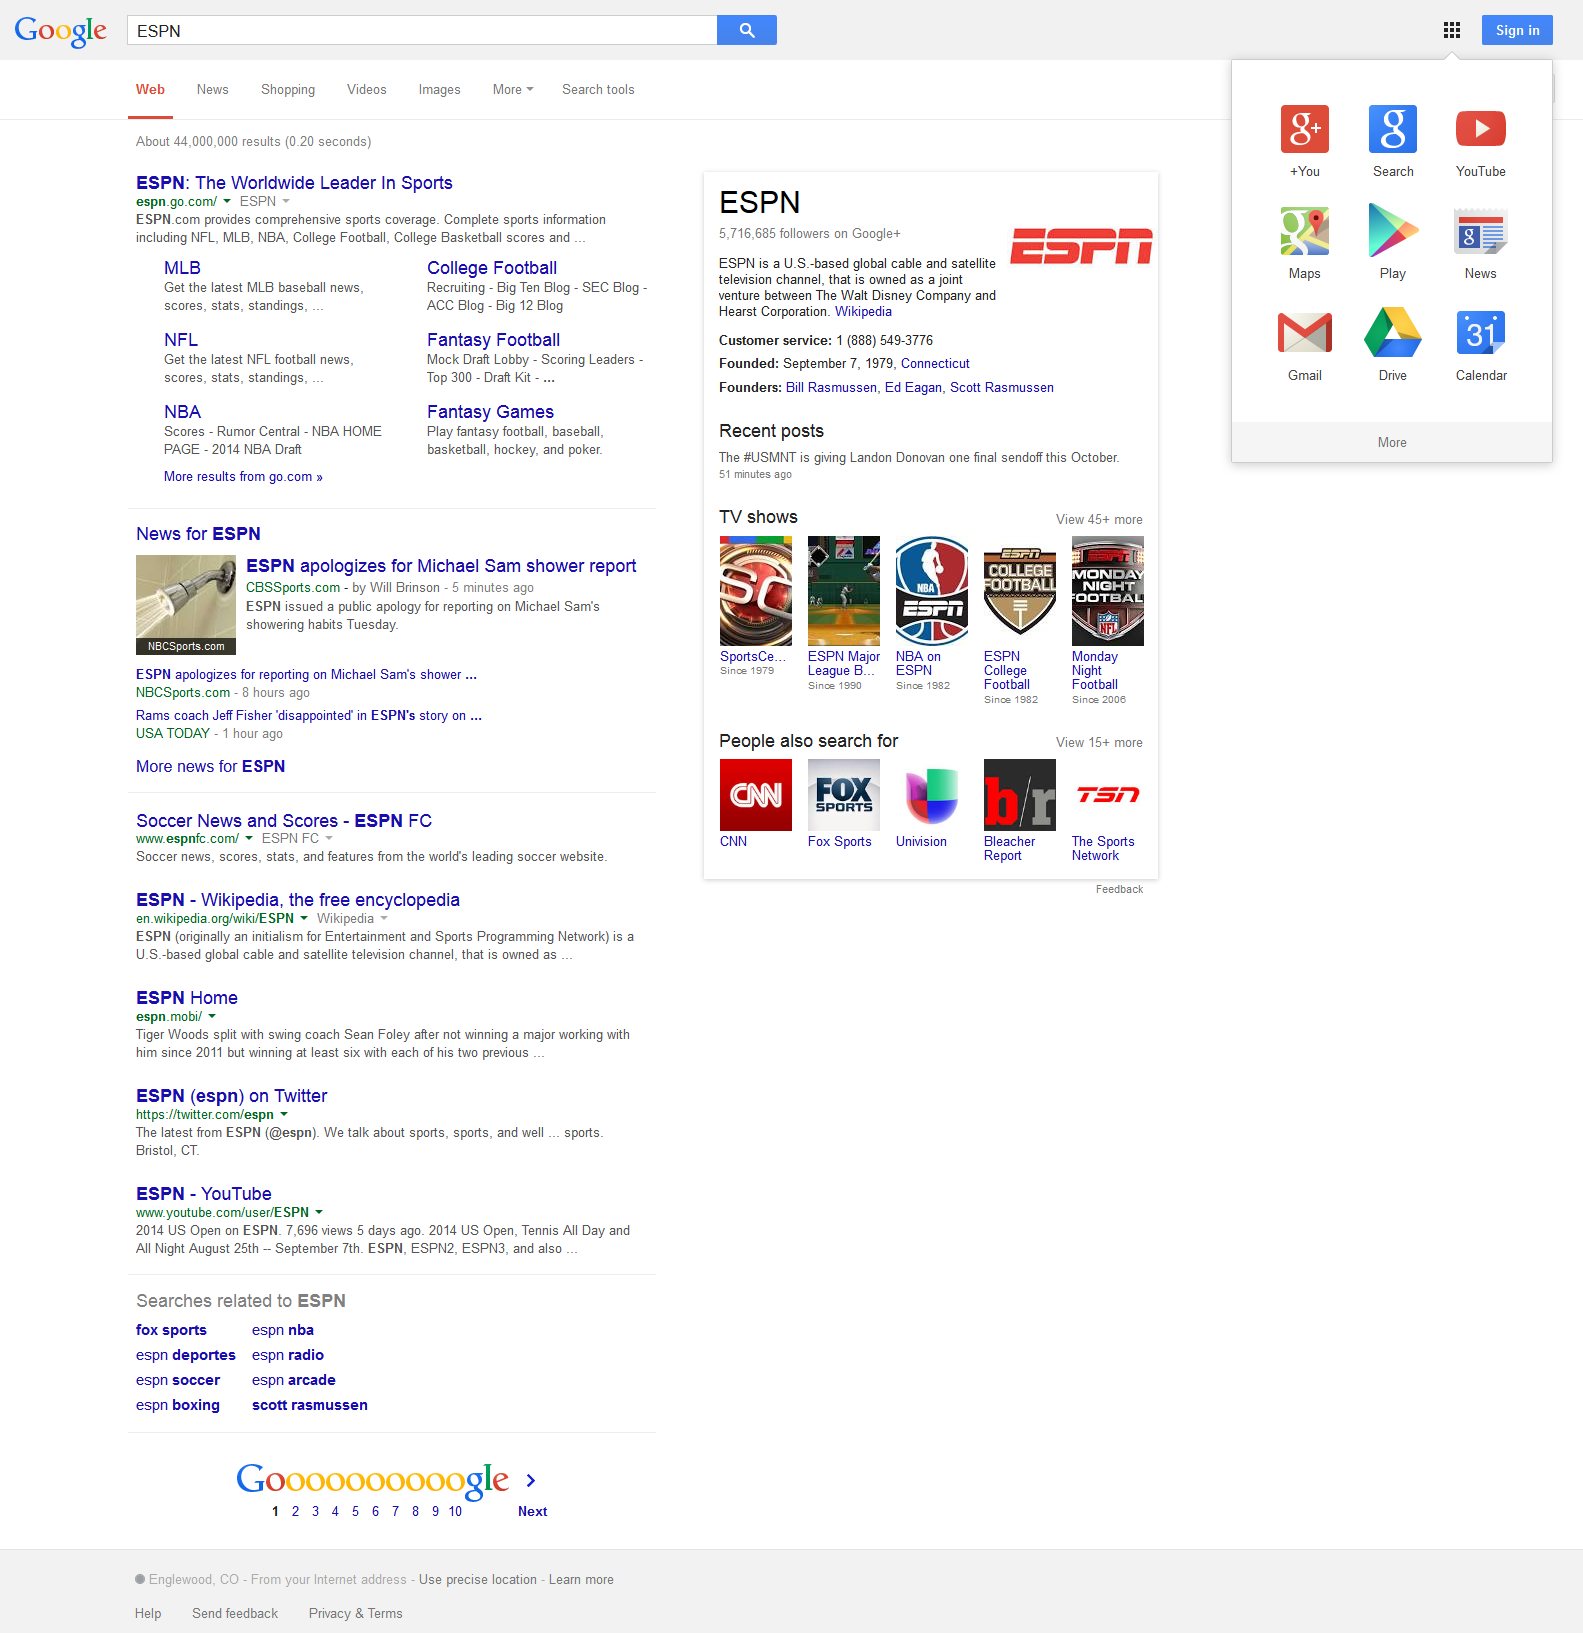 Google
ESPN
Sign in
Web News Shopping Videos Images More Search tools
About 44,000,000 results (0.20 seconds)
ESPN: The Worldwide Leader In Sports
espn.go.com/ ESPN
ESPN.com provides comprehensive sports coverage. Complete sports information
including NFL, MLB, NBA, College Football, College Basketball scores and ...
MLB
Get the latest MLB baseball news,
scores, stats, standings, ...
College Football
Recruiting - Big Ten Blog - SEC Blog -
ACC Blog - Big 12 Blog
NFL
Get the latest NFL football news,
scores, stats, standings, ...
Fantasy Football
Mock Draft Lobby - Scoring Leaders -
Top 300 - Draft Kit - ...
NBA
Scores - Rumor Central - NBA HOME
PAGE - 2014 NBA Draft
Fantasy Games
Play fantasy football, baseball,
basketball, hockey, and poker.
More results from go.com »
News for ESPN
NBCSports.com
ESPN apologizes for Michael Sam shower report
CBSSports.com - by Will Brinson - 5 minutes ago
ESPN issued a public apology for reporting on Michael Sam's
showering habits Tuesday.
ESPN apologizes for reporting on Michael Sam's shower ...
NBCSports.com - 8 hours ago
Rams coach Jeff Fisher 'disappointed' in ESPN's story on ...
USA TODAY - 1 hour ago
More news for ESPN
Soccer News and Scores - ESPN FC
www.espnfc.com/ ESPN FC
Soccer news, scores, stats, and features from the world's leading soccer website.
ESPN - Wikipedia, the free encyclopedia
en.wikipedia.org/wiki/ESPN Wikipedia
ESPN (originally an initialism for Entertainment and Sports Programming Network) is a
U.S.-based global cable and satellite television channel, that is owned as ...
ESPN Home
espn.mobi/
Tiger Woods split with swing coach Sean Foley after not winning a major working with
him since 2011 but winning at least six with each of his two previous ...
ESPN (espn) on Twitter
https://twitter.com/espn
The latest from ESPN (@espn). We talk about sports, sports, and well ... sports.
Bristol, CT.
ESPN - YouTube
www.youtube.com/user/ESPN
2014 US Open on ESPN. 7,696 views 5 days ago. 2014 US Open, Tennis All Day and
All Night August 25th -- September 7th. ESPN, ESPN2, ESPN3, and also ...
Searches related to ESPN
fox sports espn nba
espn deportes espn radio
espn soccer espn arcade
espn boxing scott rasmussen
Goooooooooogle
1 2 3 4 5 6 7 8 9 10 Next
ESPN
5,716,685 followers on Google+
ESPN
ESPN is a U.S.-based global cable and satellite
television channel, that is owned as a joint
venture between The Walt Disney Company and
Hearst Corporation. Wikipedia
Customer service: 1 (888) 549-3776
Founded: September 7, 1979, Connecticut
Founders: Bill Rasmussen, Ed Eagan, Scott Rasmussen
Recent posts
The #USMNT is giving Landon Donovan one final sendoff this October.
51 minutes ago
TV shows View 45+ more
SC
NBA
ESPN
ESPN
COLLEGE
FOOTBALL
MONDAY
NIGHT
FOOTBALL
NFL
SportsCe...
Since 1979
ESPN Major
League B...
Since 1990
NBA on
ESPN
Since 1982
ESPN
College
Football
Since 1982
Monday
Night
Football
Since 2006
People also search for View 15+ more
CNN
FOX
SPORTS
b/r
TSN
CNN
Fox Sports
Univision
Bleacher
Report
The Sports
Network
Feedback
g+
g
+You Search YouTube
g
g
Maps Play News
31
Gmail Drive Calendar
More
Englewood, CO - From your Internet address - Use precise location - Learn more
Help Send feedback Privacy & Terms